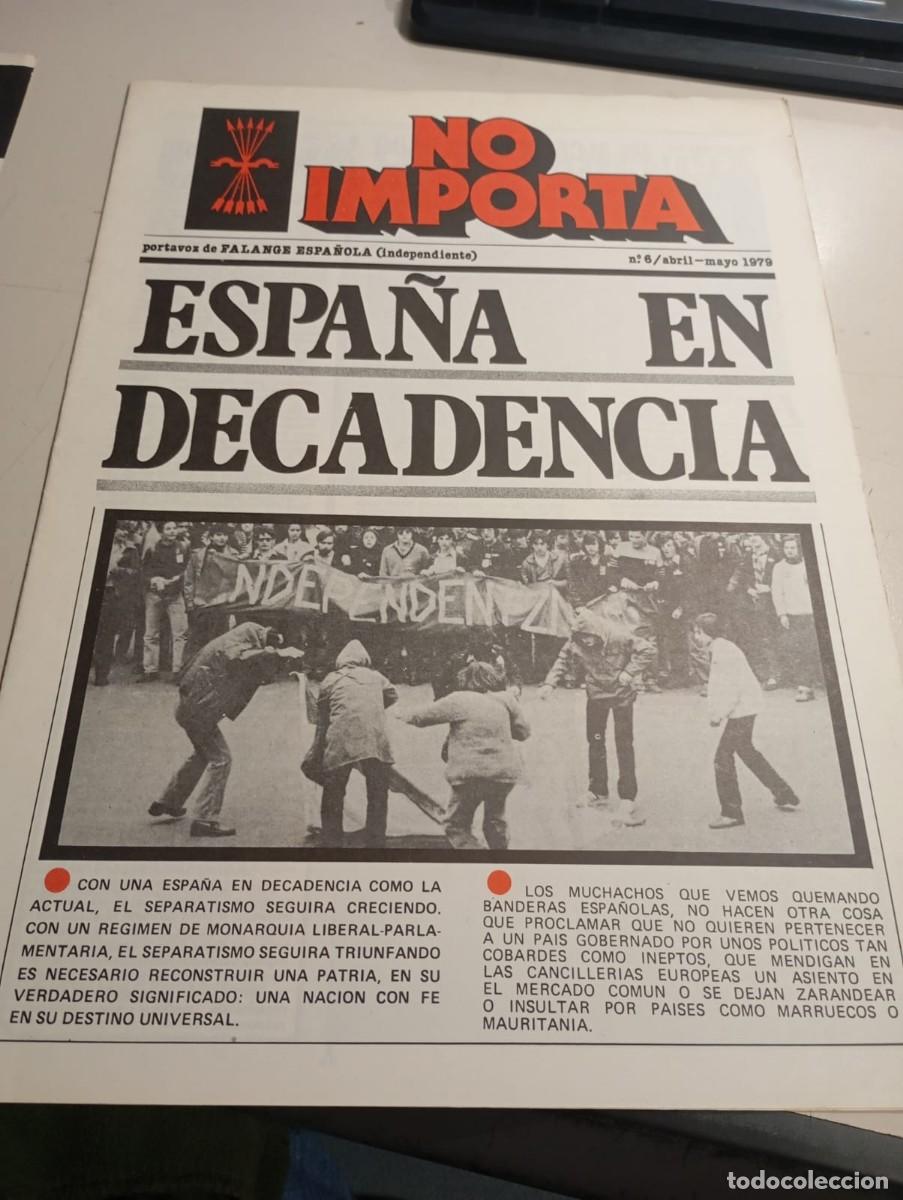 NO
IMPORTA
portavoz de FALANGE ESPAÑOLA (independiente)
n.º 6/abril—mayo 1979
ESPAÑA EN
DECADENCIA
NDEPENDEN
CON UNA ESPAÑA EN DECADENCIA COMO LA
ACTUAL, EL SEPARATISMO SEGUIRA CRECIENDO.
CON UN REGIMEN DE MONARQUIA LIBERAL-PARLA-
MENTARIA, EL SEPARATISMO SEGUIRA TRIUNFANDO
ES NECESARIO RECONSTRUIR UNA PATRIA, EN SU
VERDADERO SIGNIFICADO: UNA NACION CON FE
EN SU DESTINO UNIVERSAL.
LOS MUCHACHOS QUE VEMOS QUEMANDO
BANDERAS ESPAÑOLAS, NO HACEN OTRA COSA
QUE PROCLAMAR QUE NO QUIEREN PERTENECER
A UN PAIS GOBERNADO POR UNOS POLITICOS TAN
COBARDES COMO INEPTOS, QUE MENDIGAN EN
LAS CANCILLERIAS EUROPEAS UN ASIENTO EN
EL MERCADO COMUN O SE DEJAN ZARANDEAR
O INSULTAR POR PAISES COMO MARRUECOS O
MAURITANIA.
todocoleccion